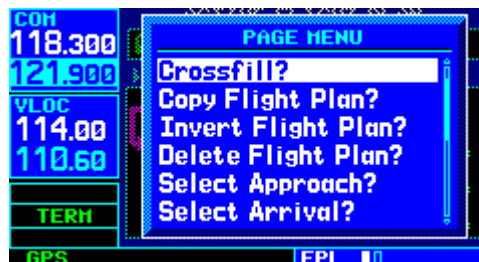 COM
118.300
121.900
VLOC
114.00
110.60
TERM
GPS
PAGE MENU
Crossfill?
Copy Flight Plan?
Invert Flight Plan?
Delete Flight Plan?
Select Approach?
Select Arrival?
FPL